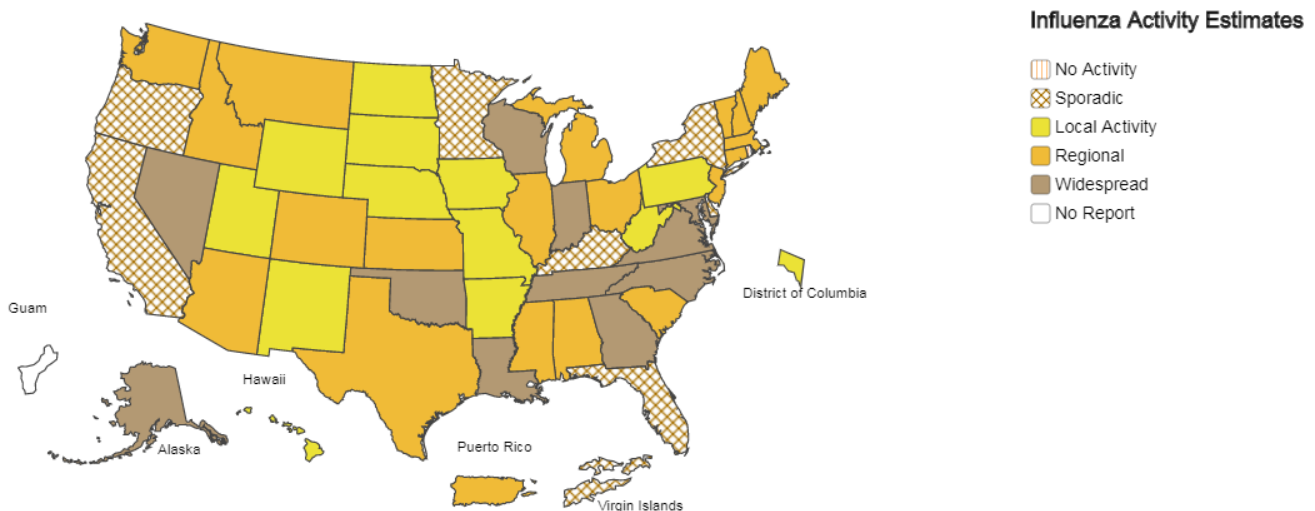 Influenza Activity Estimates
No Activity
Sporadic
Local Activity
Regional
Widespread
No Report
District of Columbia
Guam
Hawaii
Alaska
Puerto Rico
Virgin Islands